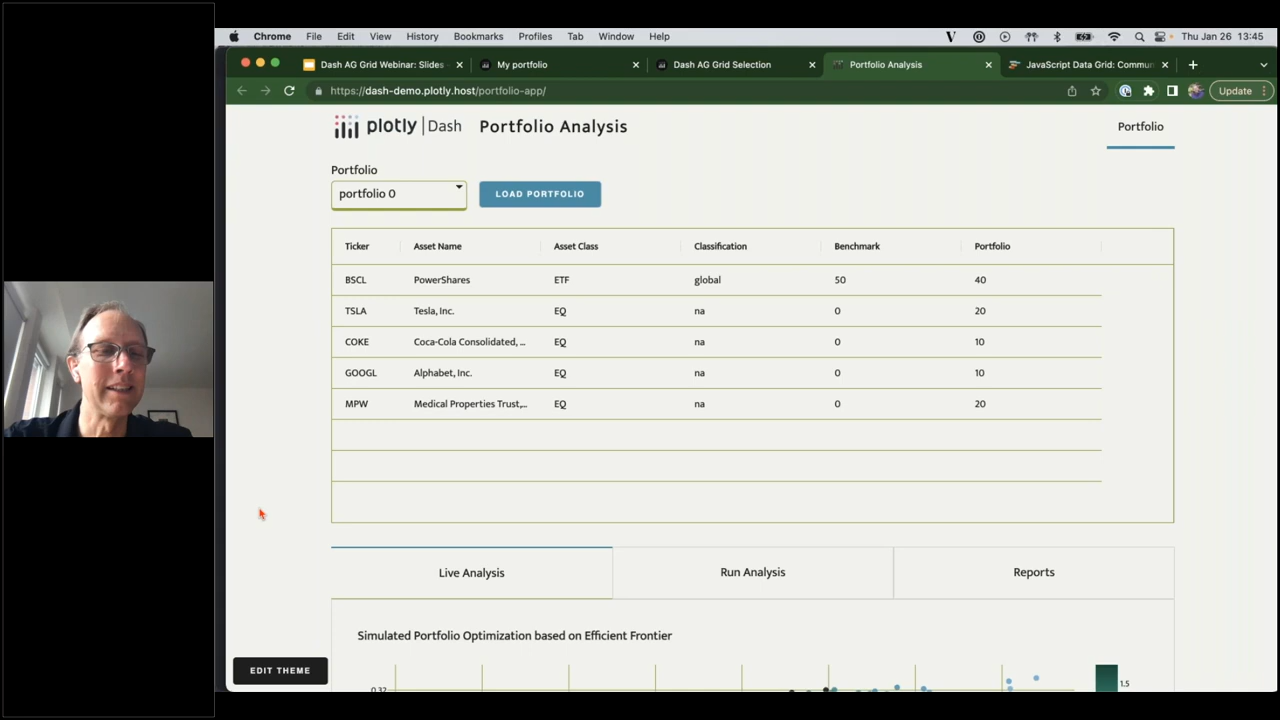 Chrome File Edit View History Bookmarks Profiles Tab Window Help Thu Jan 26 13:45
Dash AG Grid Webinar: Slides My portfolio Dash AG Grid Selection Portfolio Analysis JavaScript Data Grid: Commun
https://dash-demo.plotly.host/portfolio-app/ Update
plotly | Dash Portfolio Analysis Portfolio
Portfolio
portfolio 0 LOAD PORTFOLIO
Ticker Asset Name Asset Class Classification Benchmark Portfolio
BSCL PowerShares ETF global 50 40
TSLA Tesla, Inc. EQ na 0 20
COKE Coca-Cola Consolidated, ... EQ na 0 10
GOOGL Alphabet, Inc. EQ na 0 10
MPW Medical Properties Trust,... EQ na 0 20
Live Analysis Run Analysis Reports
Simulated Portfolio Optimization based on Efficient Frontier
EDIT THEME
0.32 1.5